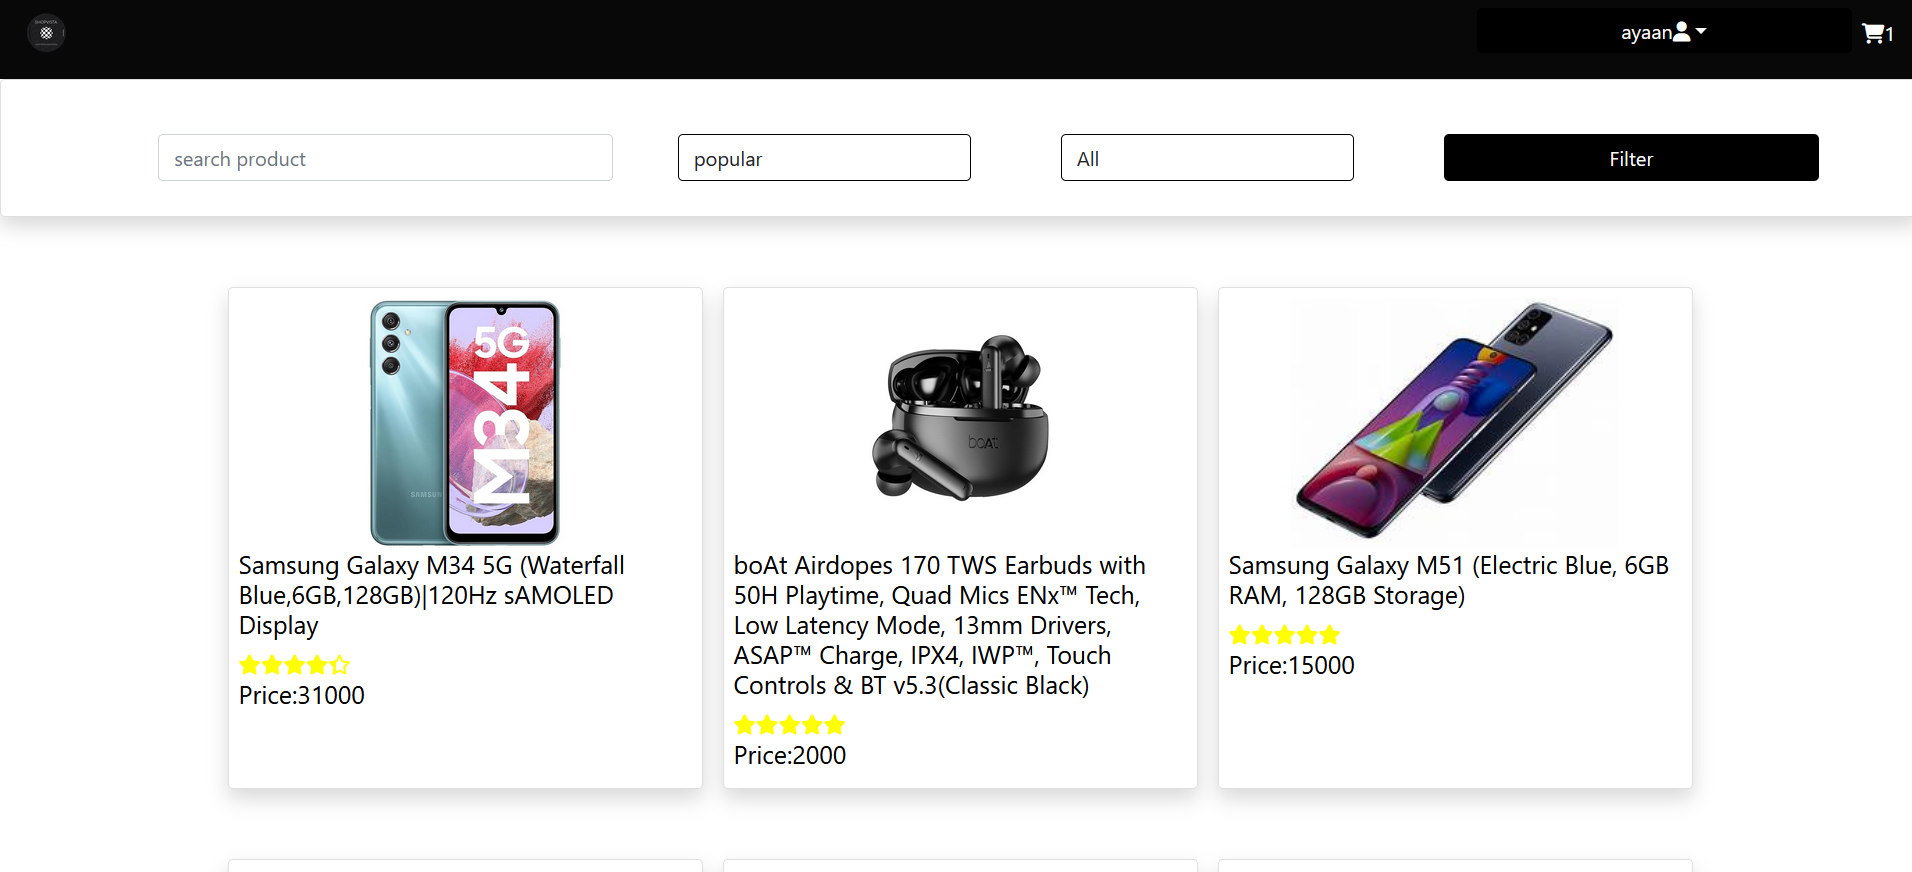 SHOPVISTA
ayaan
1
search product
popular
All
Filter
5G
M34
SAMSUN
boAt
Samsung Galaxy M34 5G (Waterfall
Blue,6GB,128GB)|120Hz sAMOLED
Display
Price:31000
boAt Airdopes 170 TWS Earbuds with
50H Playtime, Quad Mics ENx™ Tech,
Low Latency Mode, 13mm Drivers,
ASAP™ Charge, IPX4, IWP™, Touch
Controls & BT v5.3(Classic Black)
Price:2000
Samsung Galaxy M51 (Electric Blue, 6GB
RAM, 128GB Storage)
Price:15000